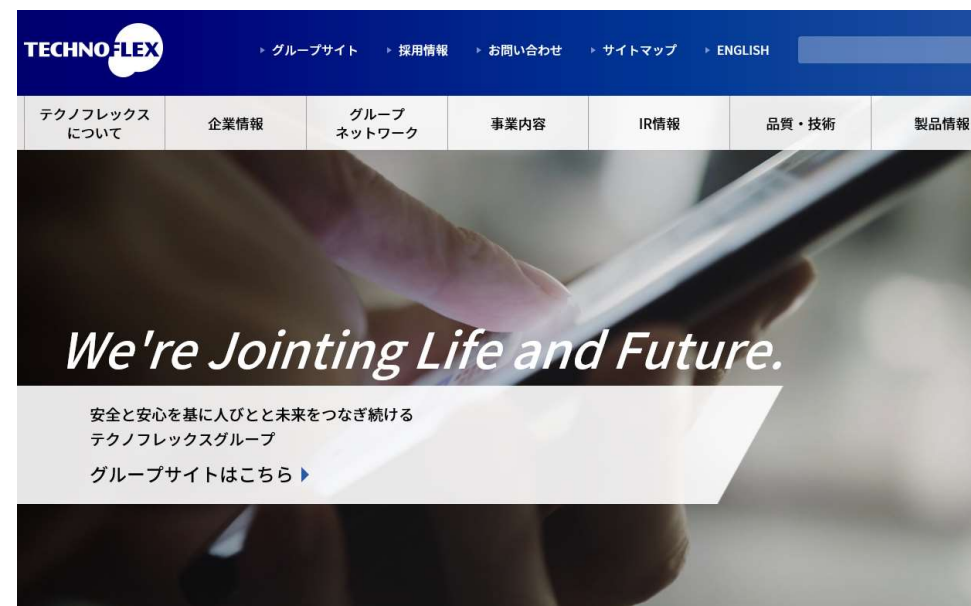 TECHNOFLEX
グループサイト
採用情報
お問い合わせ
サイトマップ
ENGLISH
テクノフレックス
について
企業情報
グループ
ネットワーク
事業内容
IR情報
品質・技術
製品情報
We're Jointing Life and Future.
安全と安心を基に人びとと未来をつなぎ続ける
テクノフレックスグループ
グループサイトはこちら